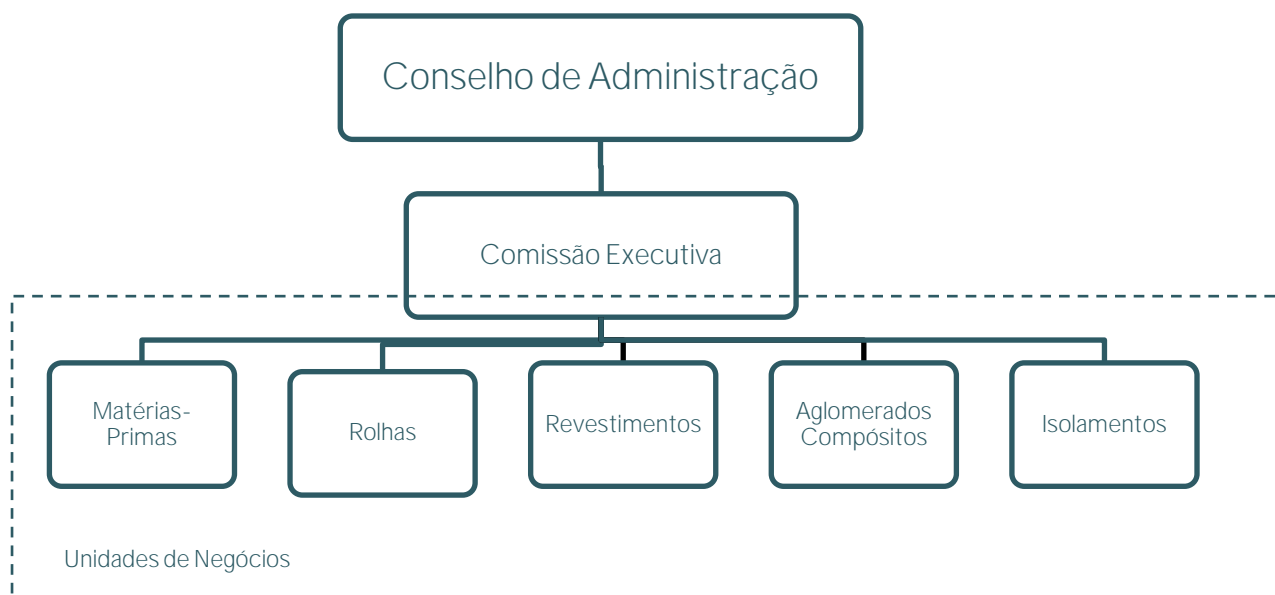 Conselho de Administração
Comissão Executiva
Matérias-
Primas
Rolhas
Revestimentos
Aglomerados
Compósitos
Isolamentos
Unidades de Negócios